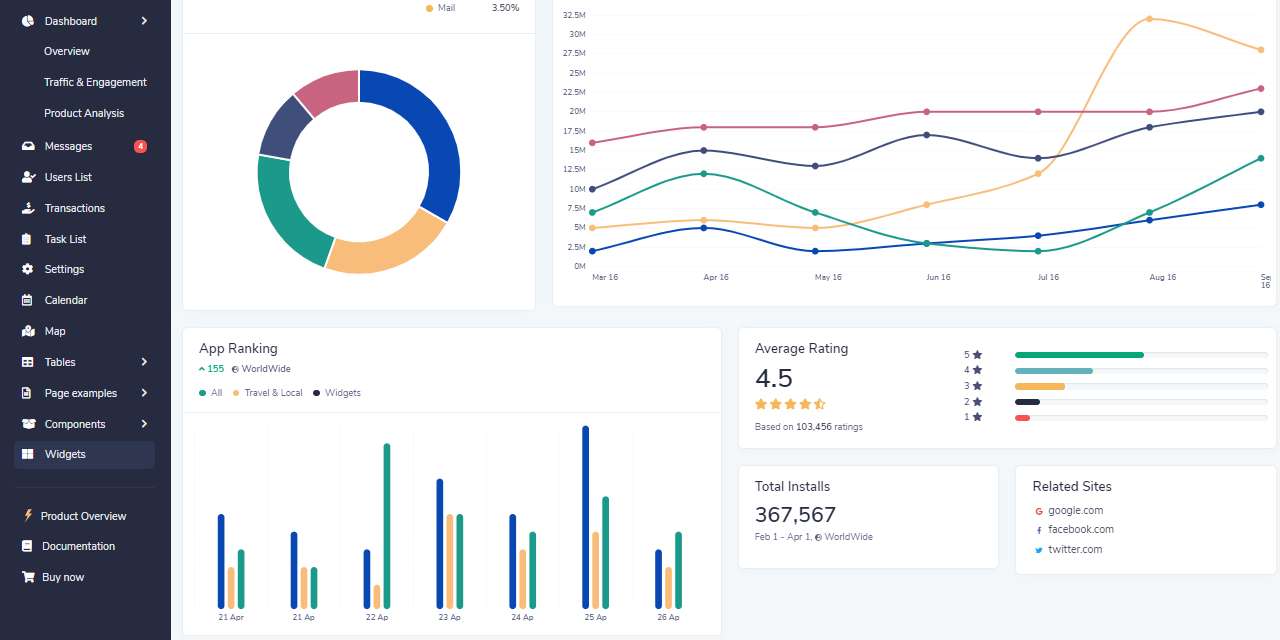 Dashboard
Overview
Traffic & Engagement
Product Analysis
Messages 4
Users List
Transactions
Task List
Settings
Calendar
Map
Tables
Page examples
Components
Widgets
Product Overview
Documentation
Buy now
Mail 3.50%
32.5M
30M
27.5M
25M
22.5M
20M
17.5M
15M
12.5M
10M
7.5M
5M
2.5M
0M
Mar 16 Apr 16 May 16 Jun 16 Jul 16 Aug 16 Se
16
App Ranking
155 WorldWide
All Travel & Local Widgets
21 Apr 21 Ap 22 Ap 23 Ap 24 Ap 25 Ap 26 Ap
Average Rating
4.5
Based on 103,456 ratings
5
4
3
2
1
Total Installs
367,567
Feb 1 - Apr 1, WorldWide
Related Sites
google.com
facebook.com
twitter.com